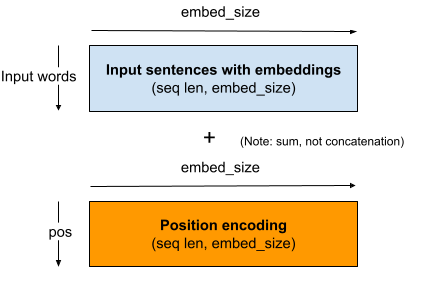 embed_size
Input words
Input sentences with embeddings
(seq len, embed_size)
+ (Note: sum, not concatenation)
embed_size
pos
Position encoding
(seq len, embed_size)